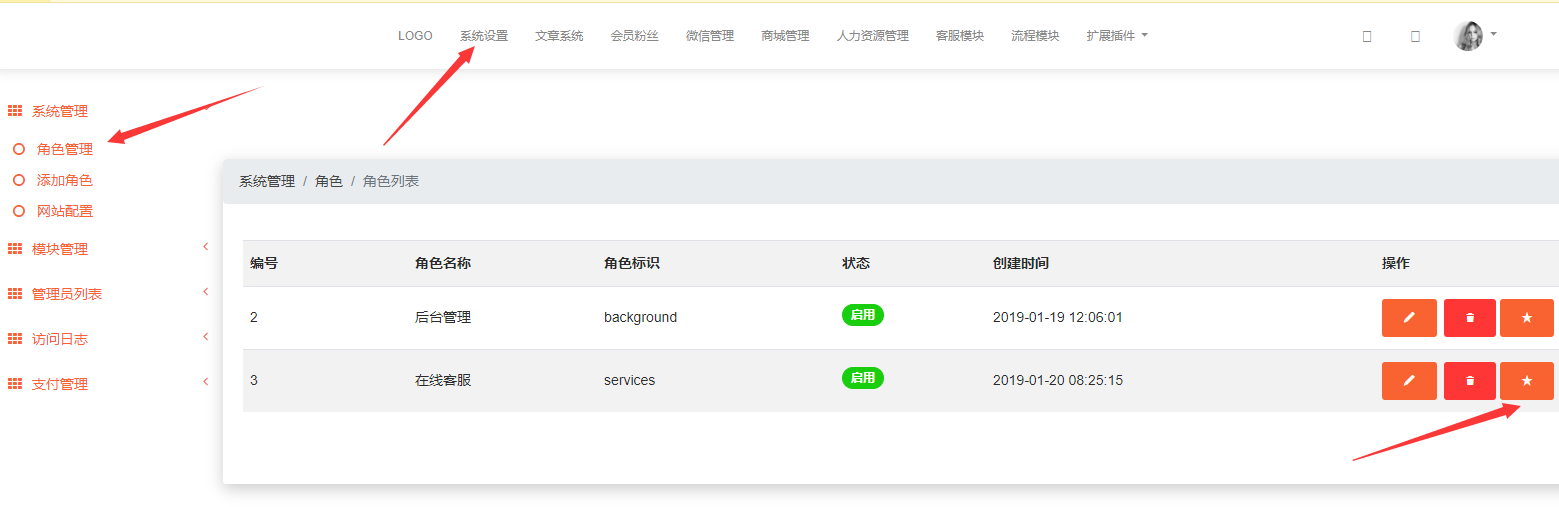 LOGO 系统设置 文章系统 会员粉丝 微信管理 商城管理 人力资源管理 客服模块 流程模块 扩展插件
系统管理
角色管理
添加角色
网站配置
模块管理
管理员列表
访问日志
支付管理
系统管理 / 角色 / 角色列表
编号 角色名称 角色标识 状态 创建时间 操作
2 后台管理 background 启用 2019-01-19 12:06:01
3 在线客服 services 启用 2019-01-20 08:25:15